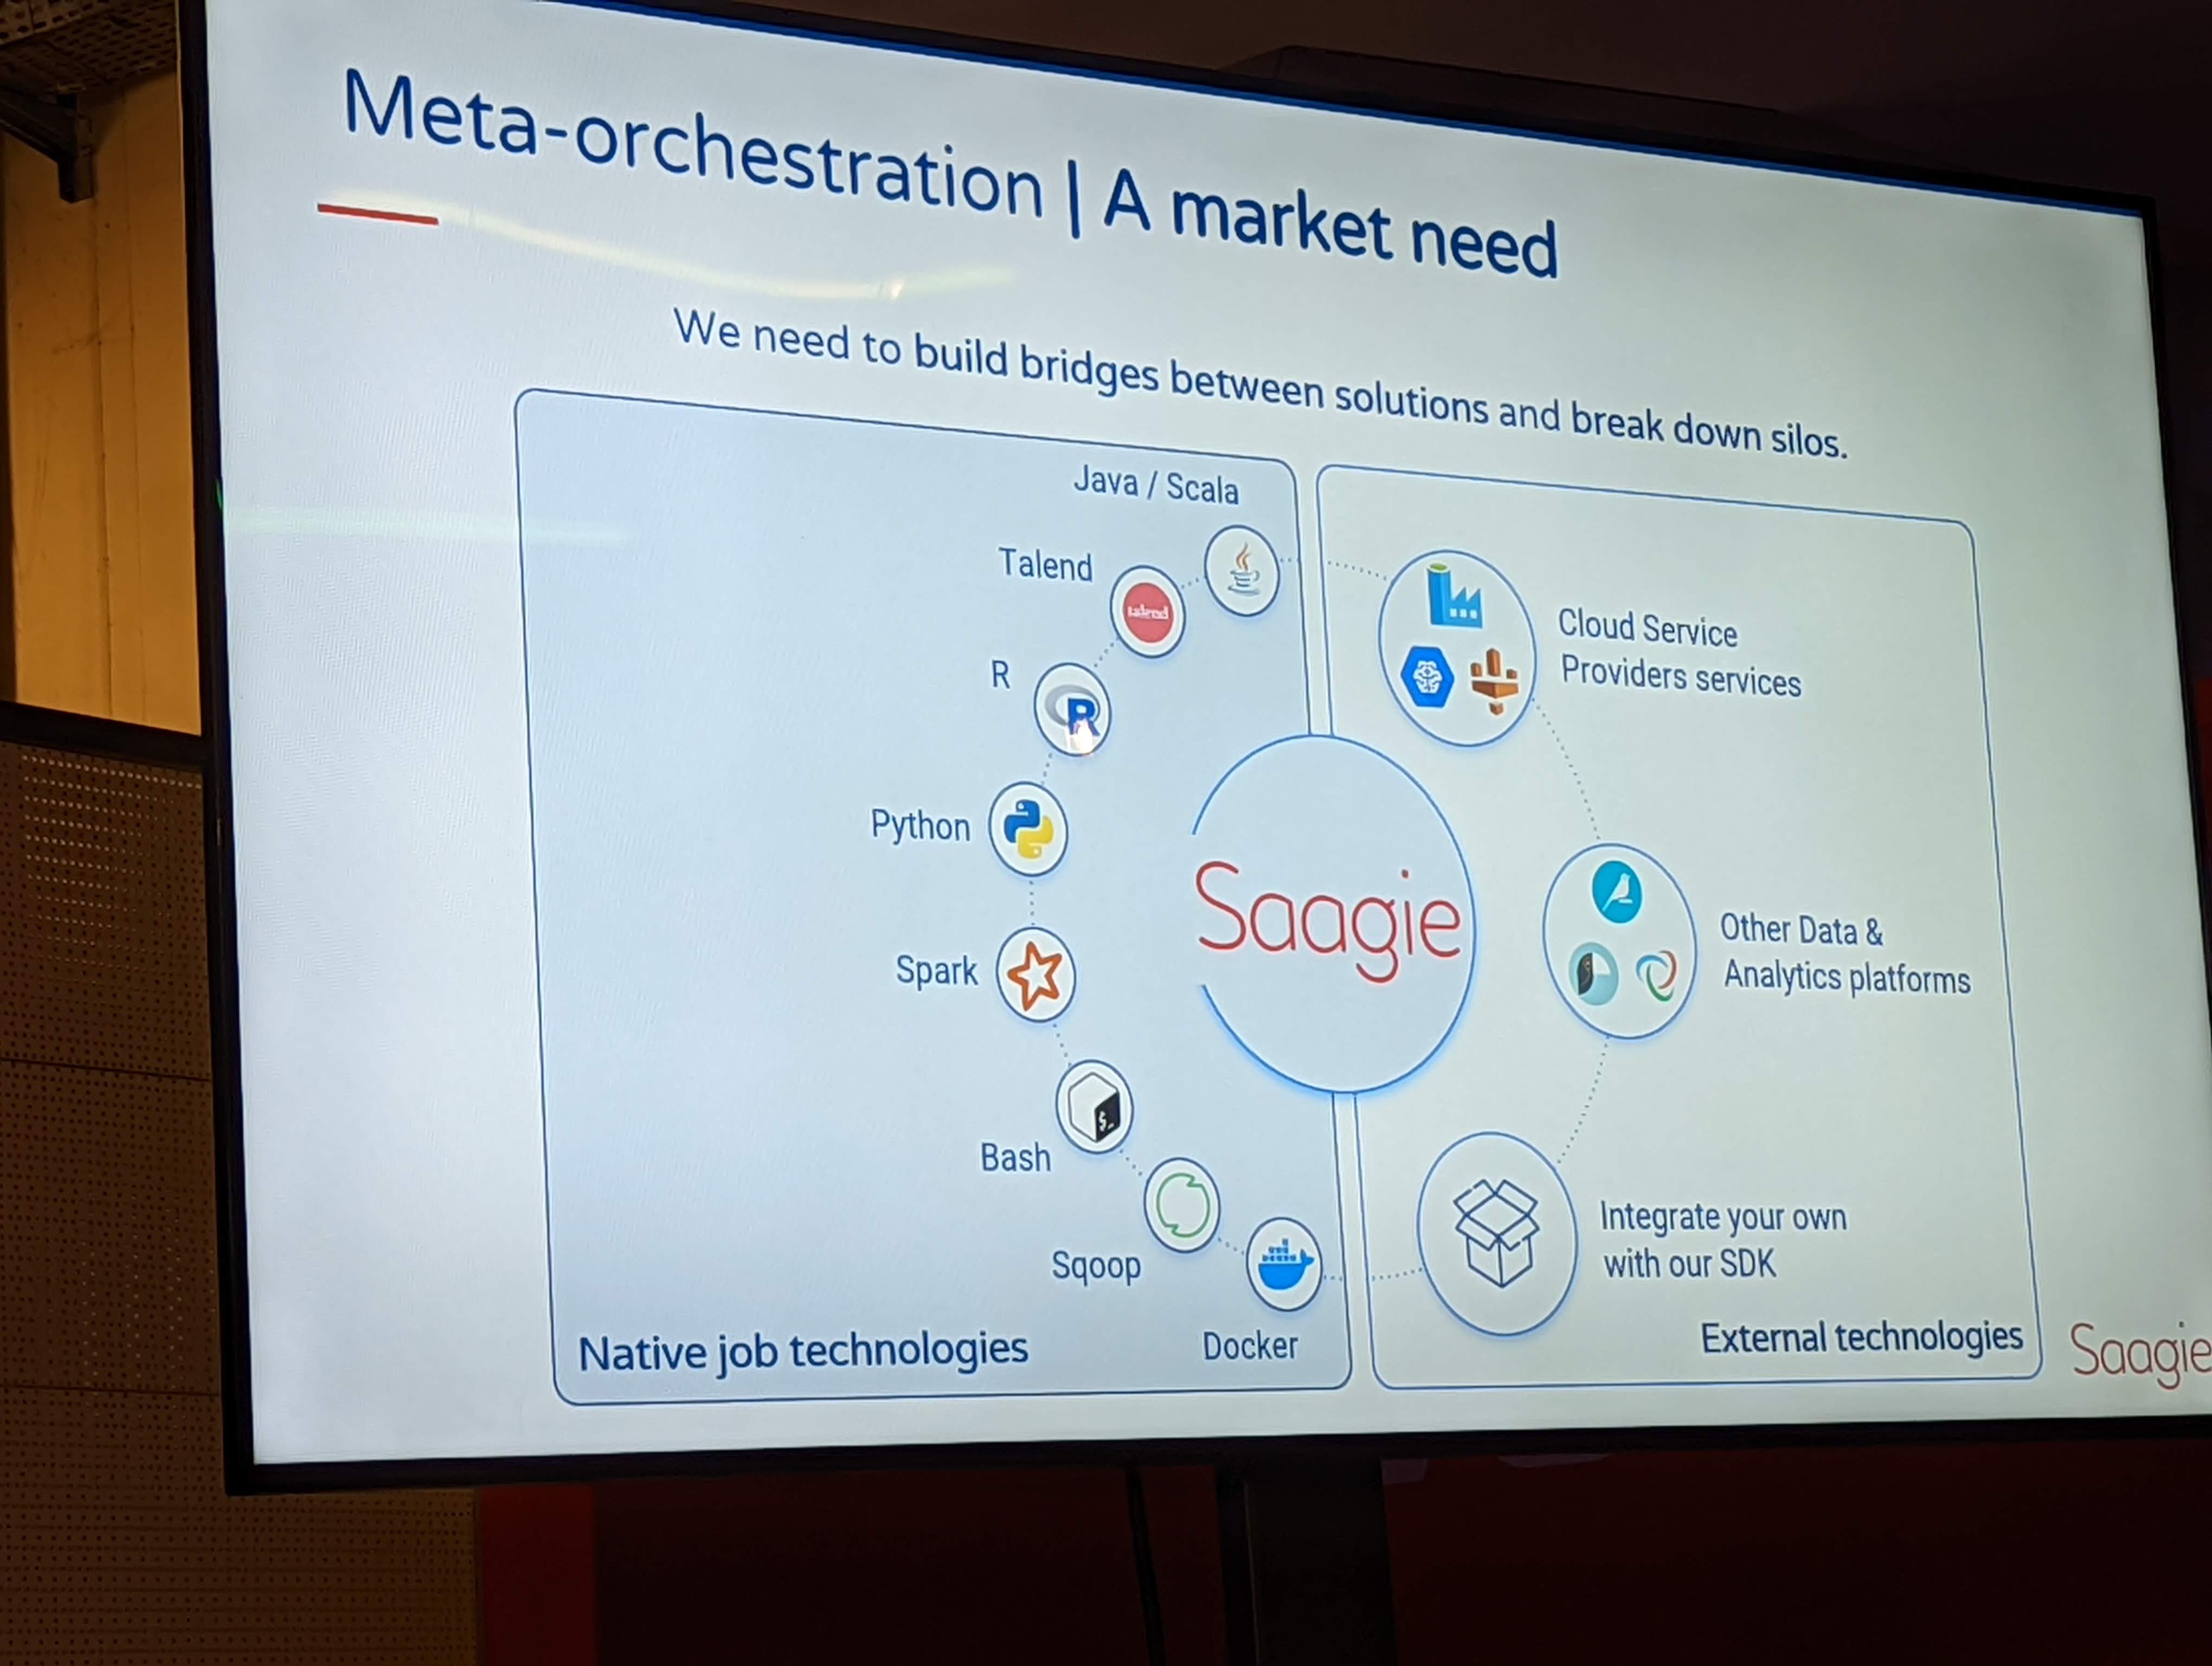 Meta-orchestration | A market need
We need to build bridges between solutions and break down silos.
Java / Scala
Talend
talend
R
R
Python
Spark
Bash
$_
Sqoop
Docker
Native job technologies
Saagie
Cloud Service
Providers services
Other Data &
Analytics platforms
Integrate your own
with our SDK
External technologies
Saagie